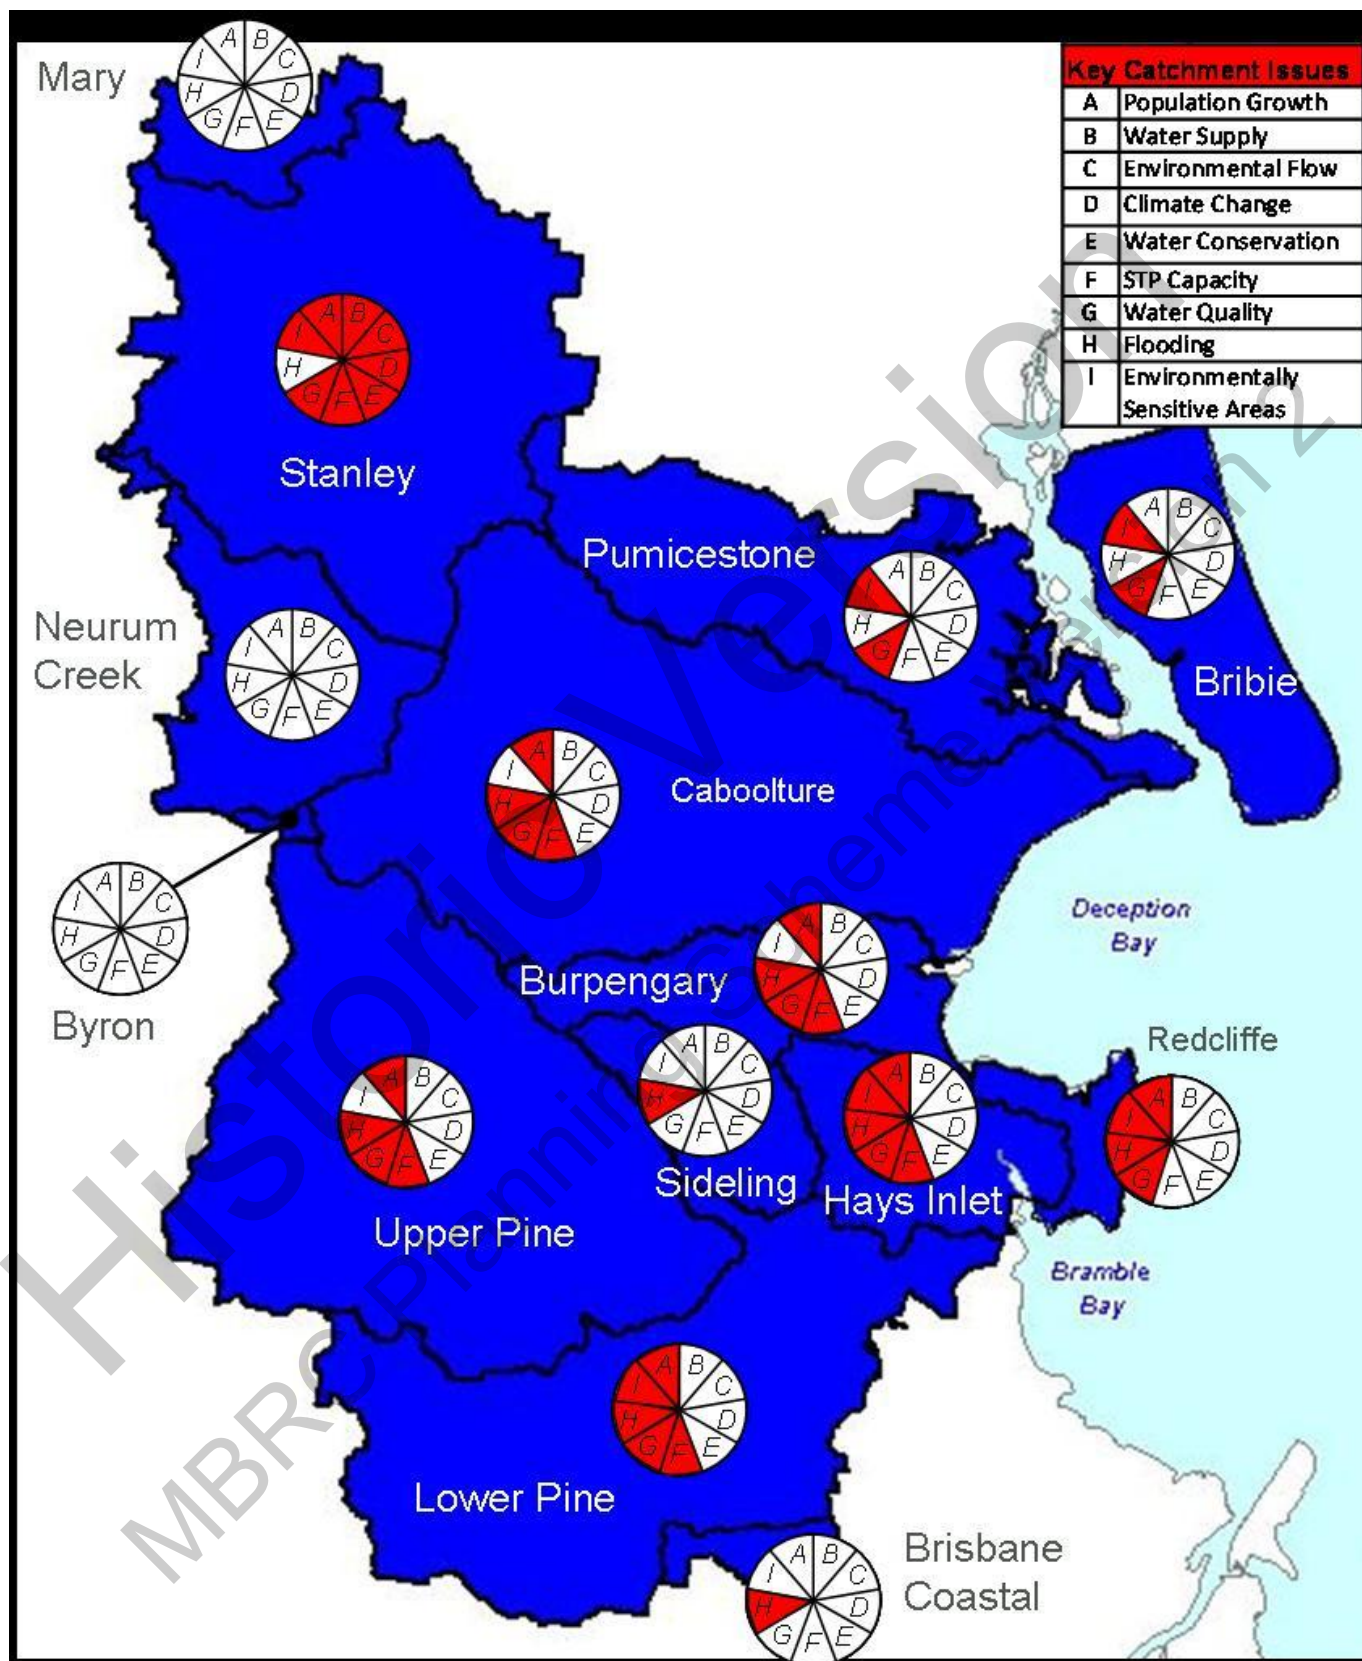 Mary
A B C D E F G H I
Key Catchment Issues
A Population Growth
B Water Supply
C Environmental Flow
D Climate Change
E Water Conservation
F STP Capacity
G Water Quality
H Flooding
I Environmentally
Sensitive Areas
A B C D E F G H I
Stanley
Pumicestone
A B C D E F G H I
A B C D E F G H I
Bribie
Neurum
Creek
A B C D E F G H I
A B C D E F G H I
Caboolture
A B C D E F G H I
Byron
Deception
Bay
Burpengary
A B C D E F G H I
Redcliffe
A B C D E F G H I
A B C D E F G H I
Sideling
A B C D E F G H I
Hays Inlet
A B C D E F G H I
Upper Pine
Bramble
Bay
A B C D E F G H I
Lower Pine
Brisbane
Coastal
A B C D E F G H I
Historic Version
MBRC Planning Scheme Version 2